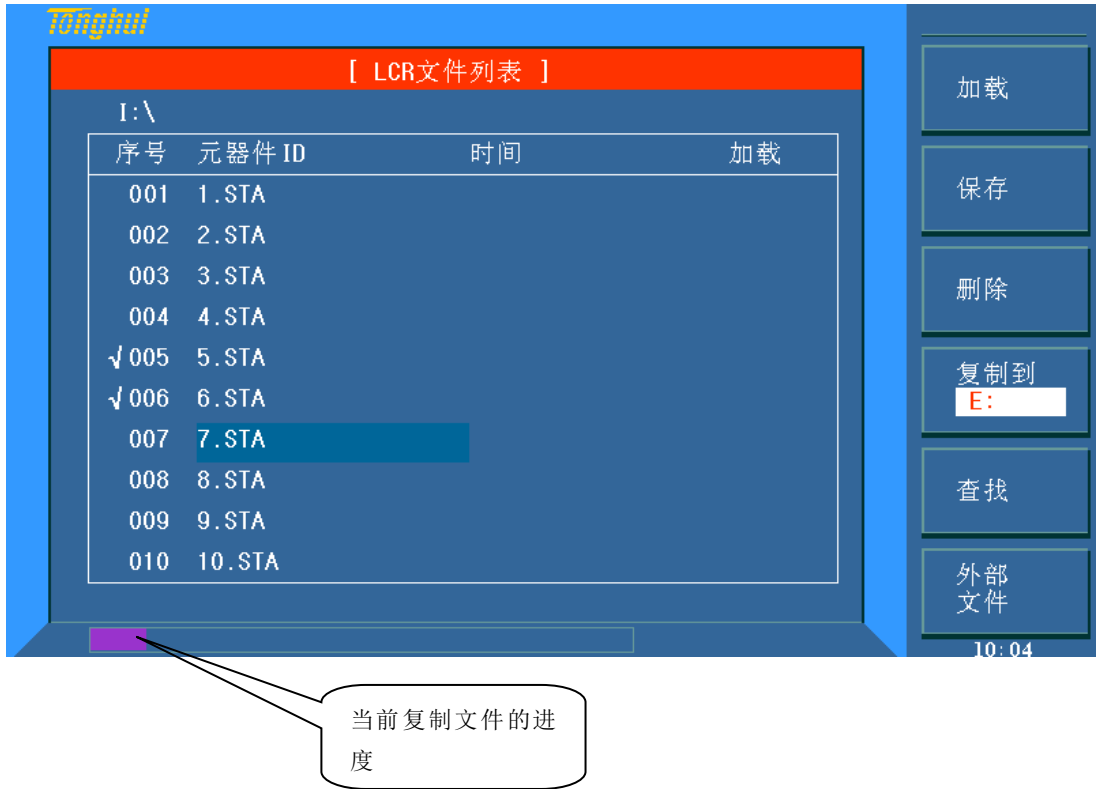 Tonghui
[ LCR文件列表 ]
I:\
序号 元器件ID 时间 加载
001 1.STA
002 2.STA
003 3.STA
004 4.STA
√005 5.STA
√006 6.STA
007 7.STA
008 8.STA
009 9.STA
010 10.STA
加载
保存
删除
复制到
E:
查找
外部
文件
10:04
当前复制文件的进
度